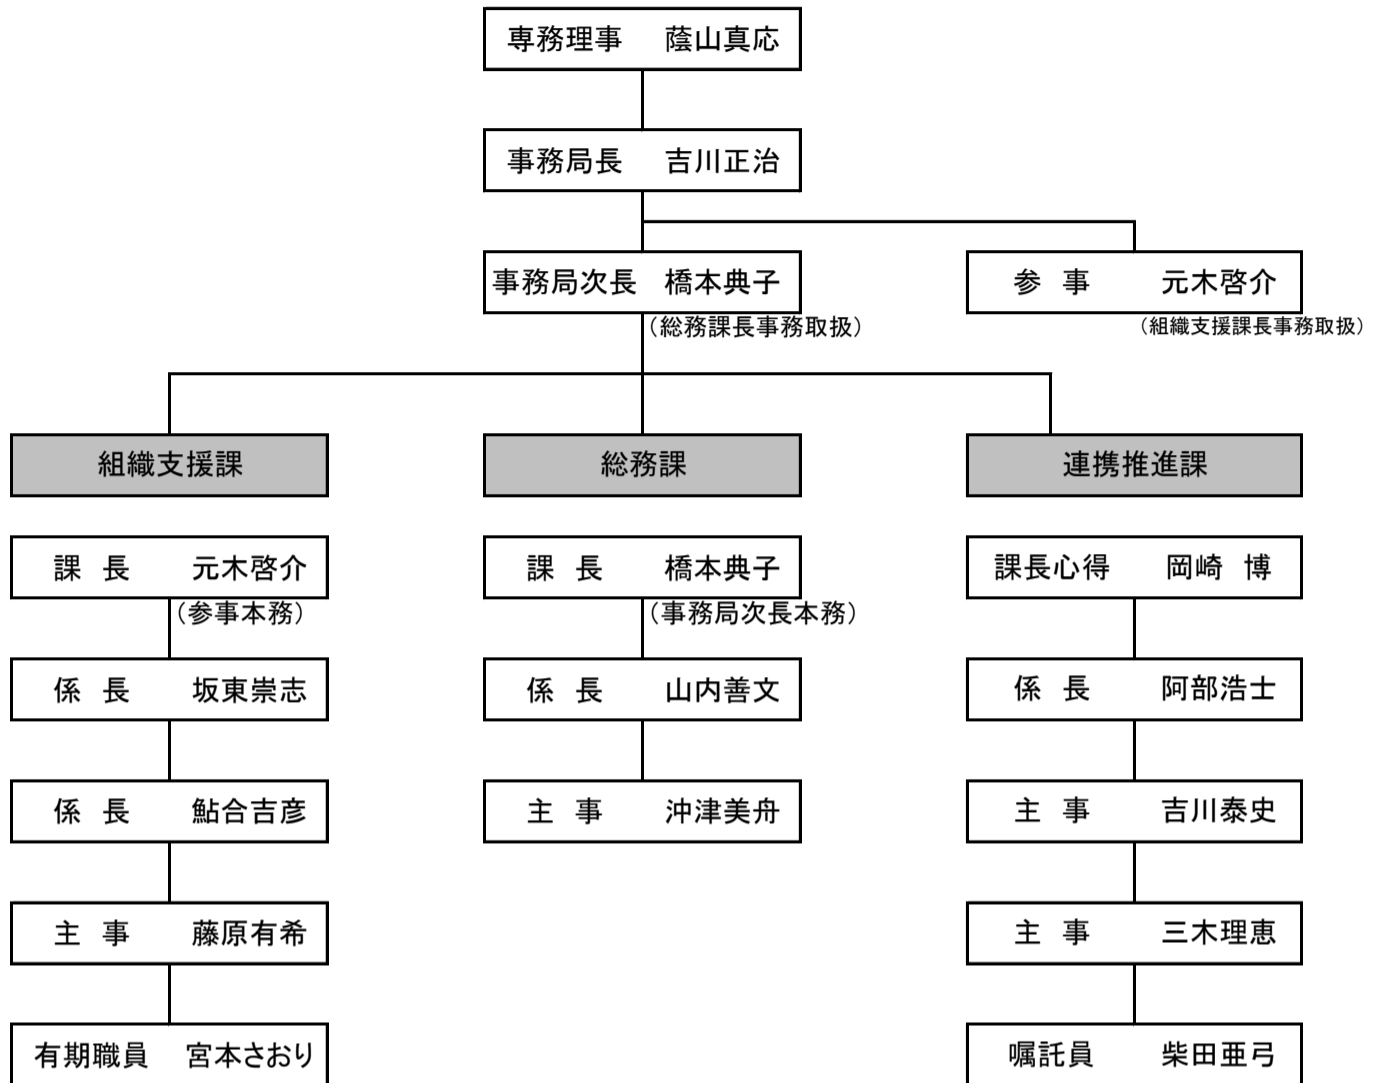 専務理事　蔭山真応
事務局長　吉川正治
事務局次長　橋本典子
（総務課長事務取扱）
参　事　元木啓介
（組織支援課長事務取扱）
組織支援課
課　長　元木啓介
（参事本務）
係　長　坂東崇志
係　長　鮎合吉彦
主　事　藤原有希
有期職員　宮本さおり
総務課
課　長　橋本典子
（事務局次長本務）
係　長　山内善文
主　事　沖津美舟
連携推進課
課長心得　岡崎　博
係　長　阿部浩士
主　事　吉川泰史
主　事　三木理恵
嘱託員　柴田亜弓